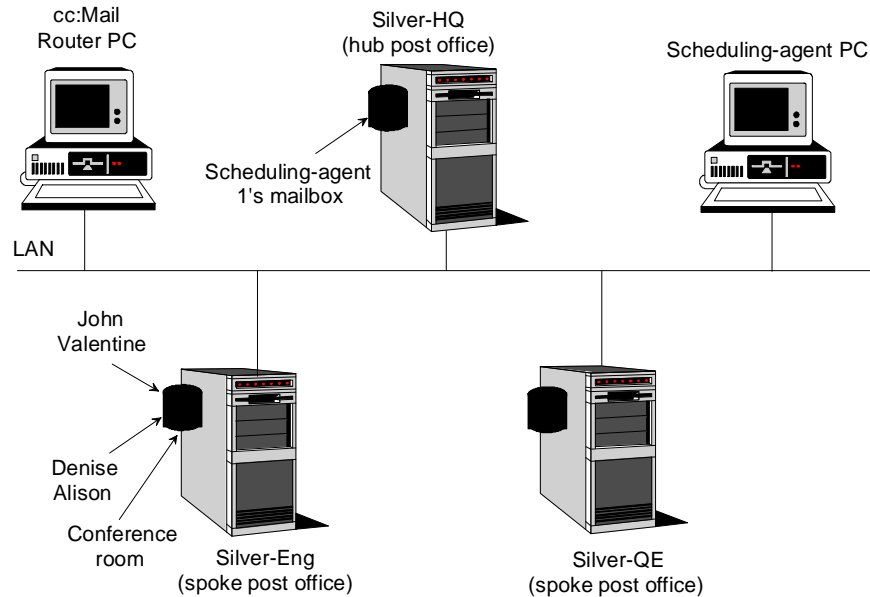 cc:Mail
Router PC
Silver-HQ
(hub post office)
Scheduling-agent PC
Scheduling-agent
1's mailbox
LAN
John
Valentine
Denise
Alison
Conference
room
Silver-Eng
(spoke post office)
Silver-QE
(spoke post office)